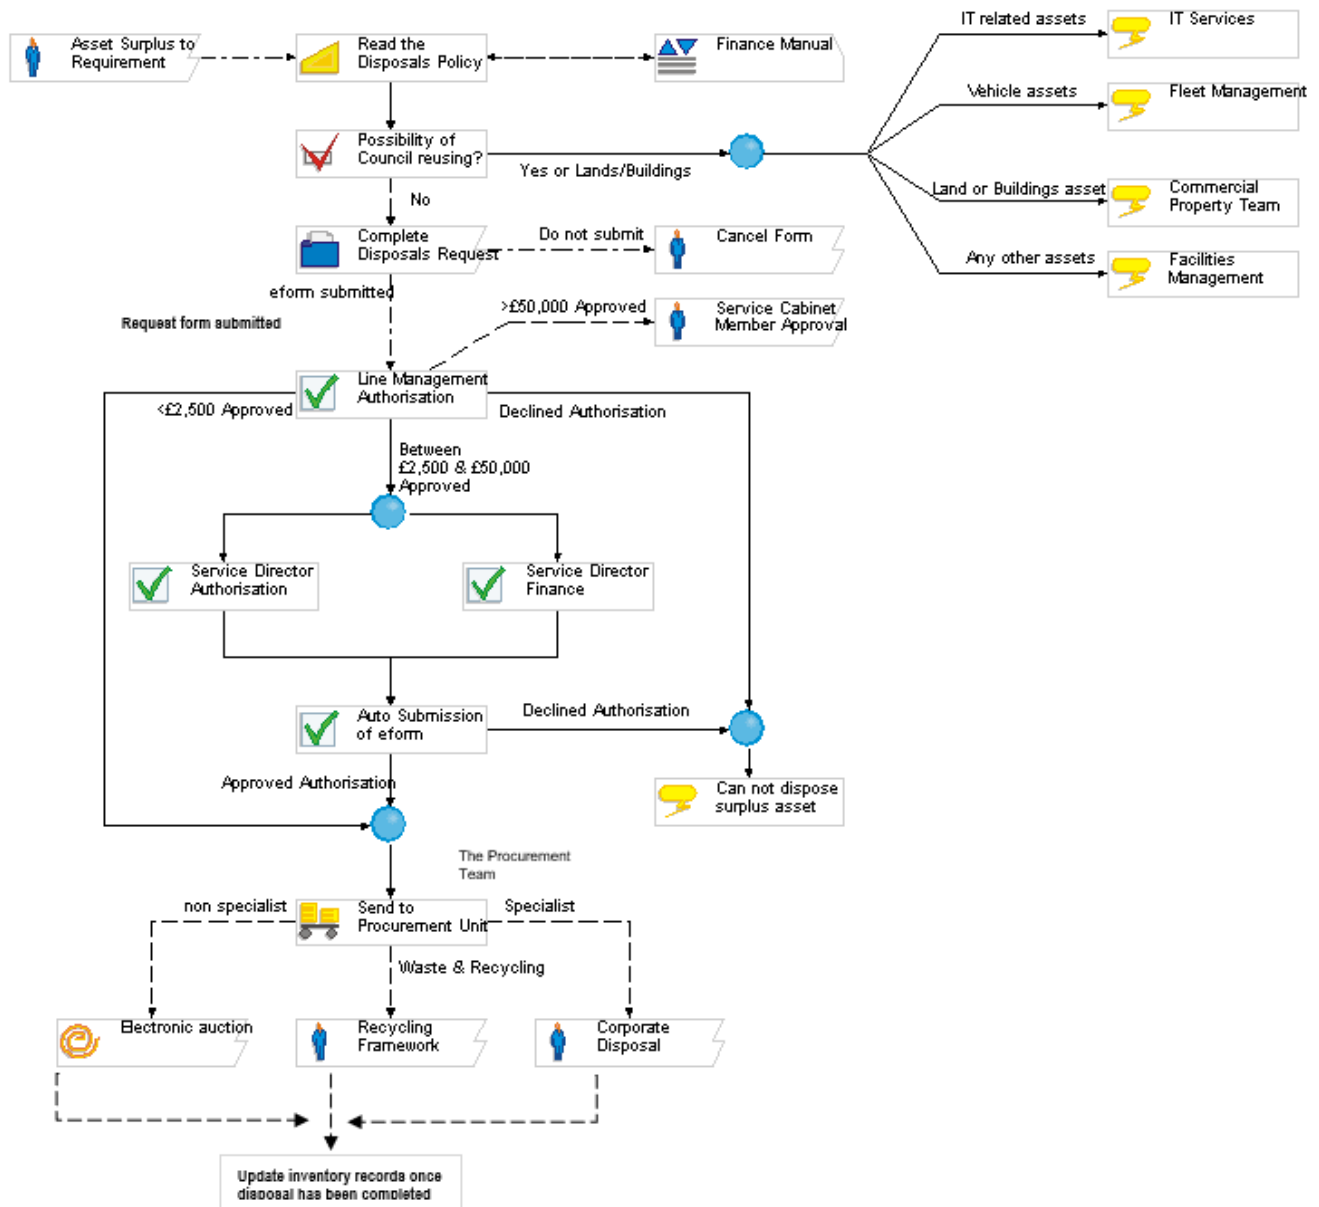 IT related assets
IT Services
Asset Surplus to
Requirement
Read the
Disposals Policy
Finance Manual
Vehicle assets
Fleet Management
Possibility of
Council reusing?
Yes or Lands/Buildings
Land or Buildings asset
Commercial
Property Team
No
Complete
Disposals Request
Do not submit
Cancel Form
Any other assets
Facilities
Management
eform submitted
Request form submitted
>£50,000 Approved
Service Cabinet
Member Approval
Line Management
Authorisation
<£2,500 Approved
Declined Authorisation
Between
£2,500 & £50,000
Approved
Service Director
Authorisation
Service Director
Finance
Auto Submission
of eform
Declined Authorisation
Approved Authorisation
Can not dispose
surplus asset
The Procurement
Team
non specialist
Send to
Procurement Unit
Specialist
Waste & Recycling
Electronic auction
Recycling
Framework
Corporate
Disposal
Update inventory records once
disposal has been completed